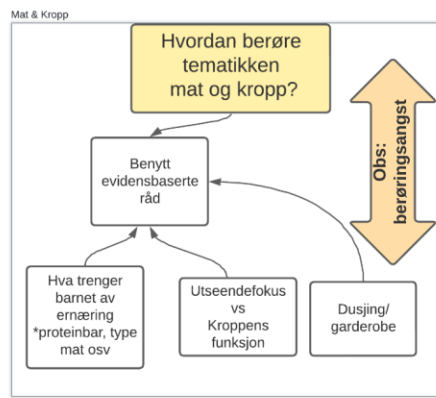 Mat & Kropp
Hvordan berøre
tematikken
mat og kropp?
Obs:
berøringsangst
Benytt
evidensbaserte
råd
Hva trenger
barnet av
ernæring
*proteinbar, type
mat osv
Utseendefokus
vs
Kroppens
funksjon
Dusjing/
garderobe